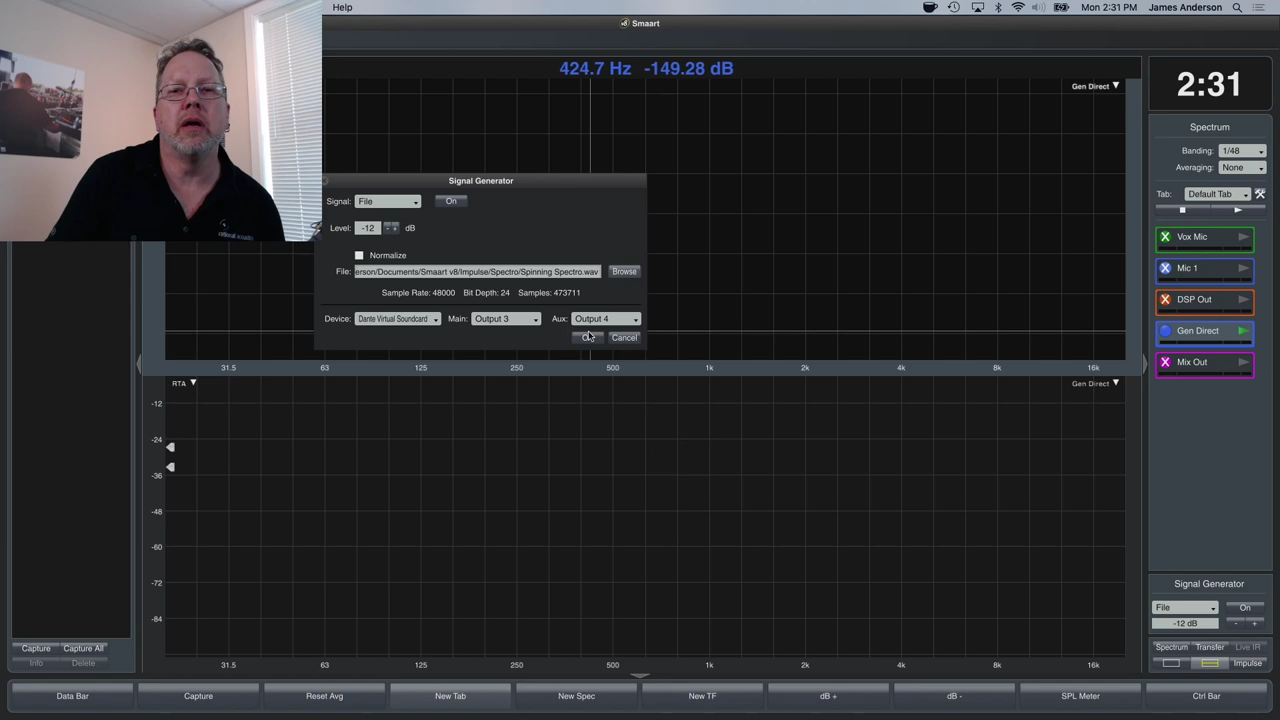 Help
Mon 2:31 PM
James Anderson
Smaart
424.7 Hz -149.28 dB
Gen Direct
2:31
Spectrum
Banding: 1/48
Averaging: None
Tab: Default Tab
Vox Mic
Mic 1
DSP Out
Gen Direct
Mix Out
Signal Generator
Signal: File On
Level: -12 - + dB
Normalize
File: erson/Documents/Smaart v8/Impulse/Spectro/Spinning Spectro.wav Browse
Sample Rate: 48000 Bit Depth: 24 Samples: 473711
Device: Dante Virtual Soundcard Main: Output 3 Aux: Output 4
Cancel
31.5 63 125 250 500 1k 2k 4k 8k 16k
RTA
Gen Direct
-12
-24
-36
-48
-60
-72
-84
31.5 63 125 250 500 1k 2k 4k 8k 16k
Signal Generator
File On
-12 dB - +
Spectrum Transfer Live IR
Impulse
Capture Capture All
Info Delete
Data Bar Capture Reset Avg New Tab New Spec New TF dB + dB - SPL Meter Ctrl Bar